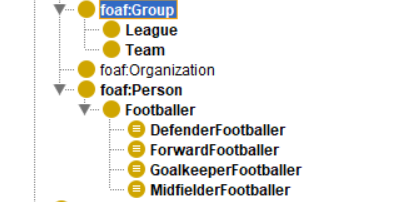 foaf:Group
League
Team
foaf:Organization
foaf:Person
Footballer
DefenderFootballer
ForwardFootballer
GoalkeeperFootballer
MidfielderFootballer